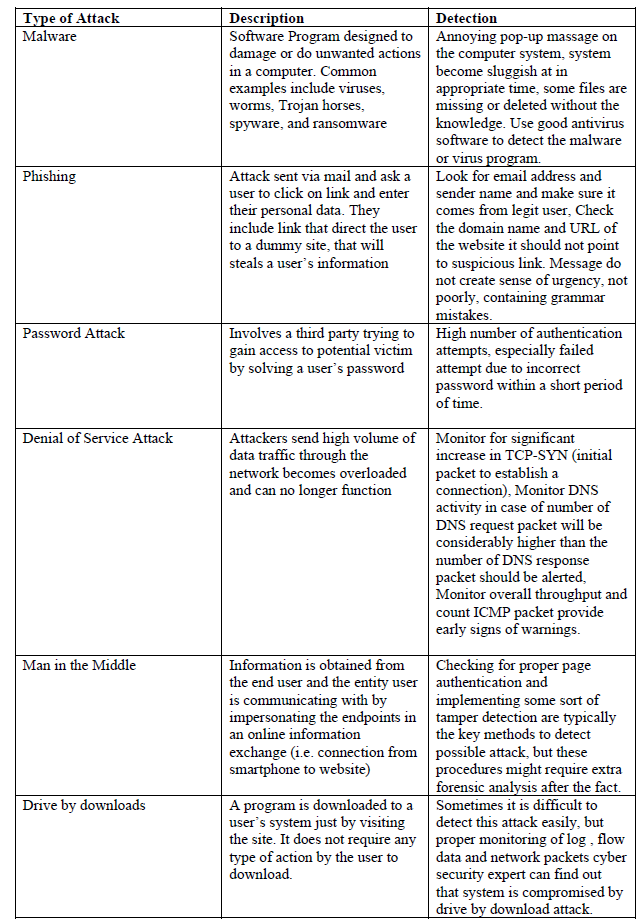 Type of Attack
Description
Detection
Malware
Software Program designed to
damage or do unwanted actions
in a computer. Common
examples include viruses,
worms, Trojan horses,
spyware, and ransomware
Annoying pop-up massage on
the computer system, system
become sluggish at in
appropriate time, some files are
missing or deleted without the
knowledge. Use good antivirus
software to detect the malware
or virus program.
Phishing
Attack sent via mail and ask a
user to click on link and enter
their personal data. They
include link that direct the user
to a dummy site, that will
steals a user’s information
Look for email address and
sender name and make sure it
comes from legit user, Check
the domain name and URL of
the website it should not point
to suspicious link. Message do
not create sense of urgency, not
poorly, containing grammar
mistakes.
Password Attack
Involves a third party trying to
gain access to potential victim
by solving a user’s password
High number of authentication
attempts, especially failed
attempt due to incorrect
password within a short period
of time.
Denial of Service Attack
Attackers send high volume of
data traffic through the
network becomes overloaded
and can no longer function
Monitor for significant
increase in TCP-SYN (initial
packet to establish a
connection), Monitor DNS
activity in case of number of
DNS request packet will be
considerably higher than the
number of DNS response
packet should be alerted,
Monitor overall throughput and
count ICMP packet provide
early signs of warnings.
Man in the Middle
Information is obtained from
the end user and the entity user
is communicating with by
impersonating the endpoints in
an online information
exchange (i.e. connection from
smartphone to website)
Checking for proper page
authentication and
implementing some sort of
tamper detection are typically
the key methods to detect
possible attack, but these
procedures might require extra
forensic analysis after the fact.
Drive by downloads
A program is downloaded to a
user’s system just by visiting
the site. It does not require any
type of action by the user to
download.
Sometimes it is difficult to
detect this attack easily, but
proper monitoring of log , flow
data and network packets cyber
security expert can find out
that system is compromised by
drive by download attack.